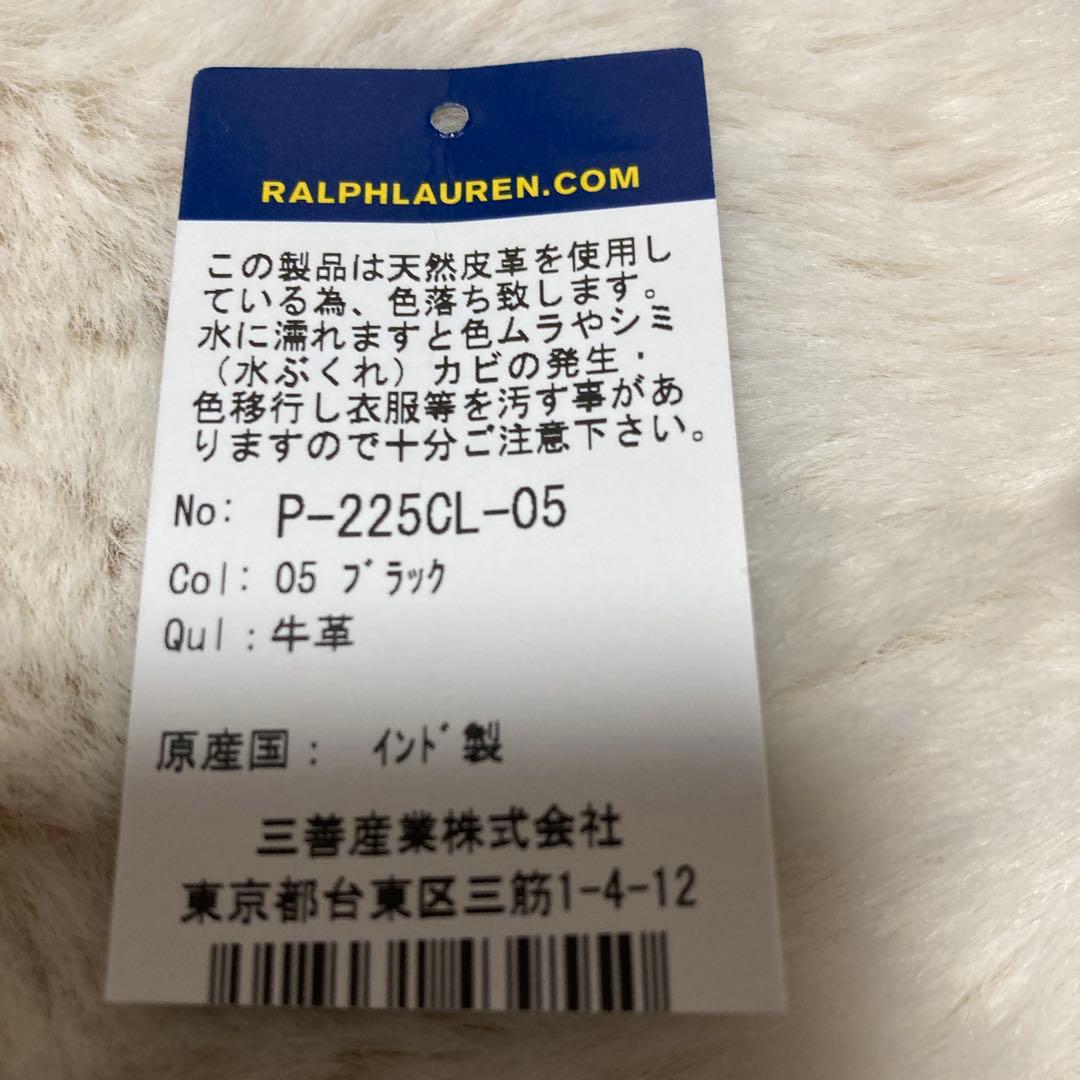 RALPHLAUREN.COM
この製品は天然皮革を使用し
ている為、色落ち致します。
水に濡れますと色ムラやシミ
（水ぶくれ）カビの発生・
色移行し衣服等を汚す事があ
りますので十分ご注意下さい。
No: P-225CL-05
Col: 05 ﾌﾞﾗｯｸ
Qul：牛革
原産国： ｲﾝﾄﾞ製
三善産業株式会社
東京都台東区三筋1-4-12